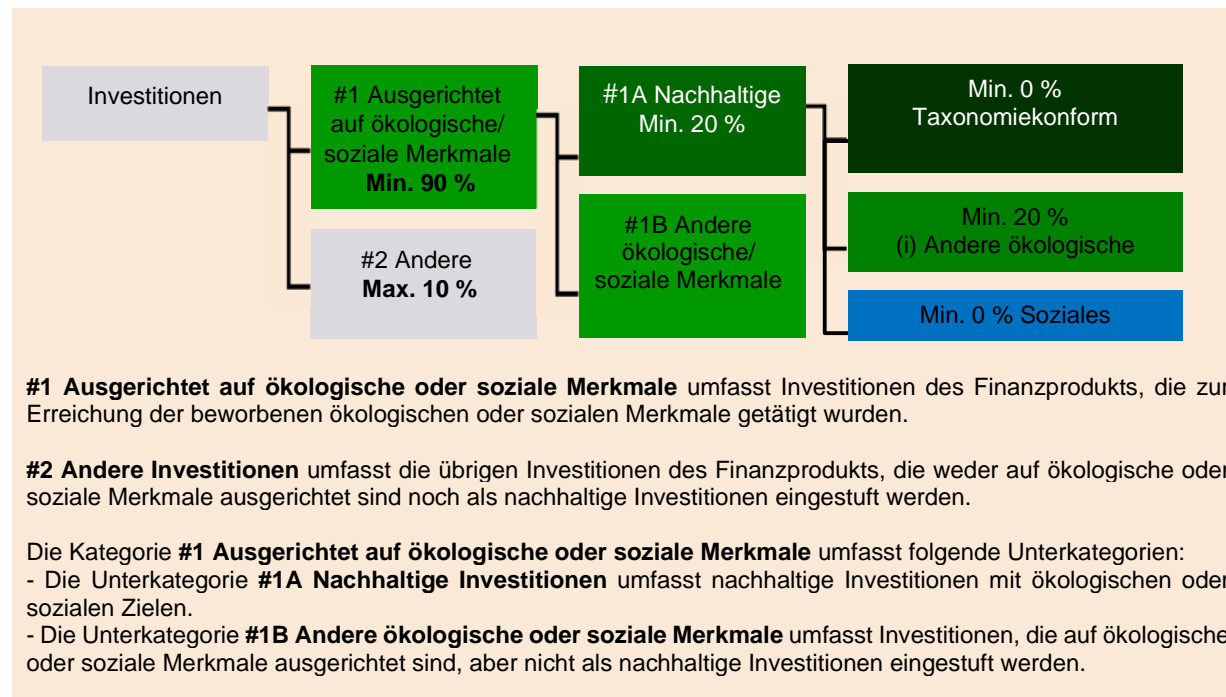 Investitionen
#1 Ausgerichtet
auf ökologische/
soziale Merkmale
Min. 90 %
#2 Andere
Max. 10 %
#1A Nachhaltige
Min. 20 %
#1B Andere
ökologische/
soziale Merkmale
Min. 0 %
Taxonomiekonform
Min. 20 %
(i) Andere ökologische
Min. 0 % Soziales
#1 Ausgerichtet auf ökologische oder soziale Merkmale umfasst Investitionen des Finanzprodukts, die zur
Erreichung der beworbenen ökologischen oder sozialen Merkmale getätigt wurden.
#2 Andere Investitionen umfasst die übrigen Investitionen des Finanzprodukts, die weder auf ökologische oder
soziale Merkmale ausgerichtet sind noch als nachhaltige Investitionen eingestuft werden.
Die Kategorie #1 Ausgerichtet auf ökologische oder soziale Merkmale umfasst folgende Unterkategorien:
- Die Unterkategorie #1A Nachhaltige Investitionen umfasst nachhaltige Investitionen mit ökologischen oder
sozialen Zielen.
- Die Unterkategorie #1B Andere ökologische oder soziale Merkmale umfasst Investitionen, die auf ökologische
oder soziale Merkmale ausgerichtet sind, aber nicht als nachhaltige Investitionen eingestuft werden.